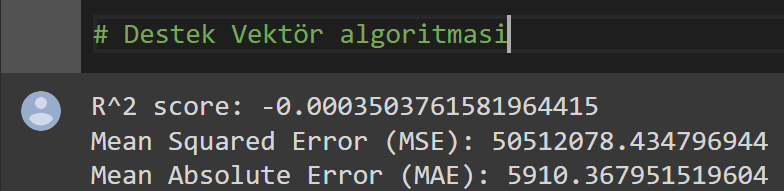 # Destek Vektör algoritmasi
R^2 score: -0.0003503761581964415
Mean Squared Error (MSE): 50512078.434796944
Mean Absolute Error (MAE): 5910.367951519604